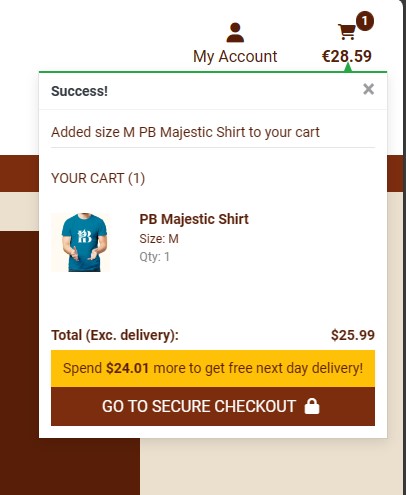 1
My Account
€28.59
Success!
×
Added size M PB Majestic Shirt to your cart
YOUR CART (1)
PB Majestic Shirt
Size: M
Qty: 1
Total (Exc. delivery): $25.99
Spend $24.01 more to get free next day delivery!
GO TO SECURE CHECKOUT